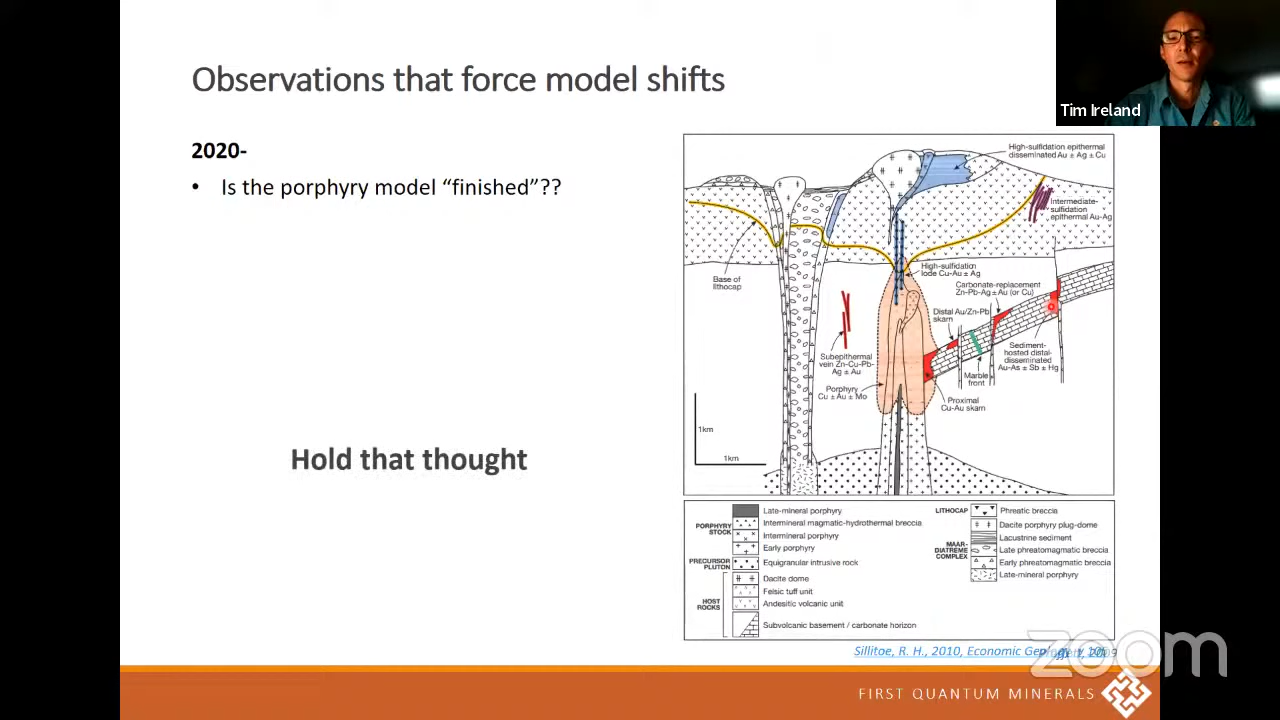 Observations that force model shifts
Tim Ireland
2020-
• Is the porphyry model “finished”??
Hold that thought
High-sulfidation epithermal
disseminated Au ± Ag ± Cu
Intermediate-
sulfidation
epithermal Au-Ag
Base of
lithocap
High-sulfidation
lode Cu-Au ± Ag
Carbonate-replacement
Zn-Pb-Ag ± Au (or Cu)
Distal Au/Zn-Pb
skarn
Subepithermal
vein Zn-Cu-Pb-
Ag ± Au
Sediment-
hosted distal-
disseminated
Au-As ± Sb ± Hg
Marble
front
Porphyry
Cu ± Au ± Mo
Proximal
Cu-Au skarn
1km
1km
PORPHYRY
STOCK
Late-mineral porphyry
Intermineral magmatic-hydrothermal breccia
Intermineral porphyry
Early porphyry
PRECURSOR
PLUTON
Equigranular intrusive rock
HOST
ROCKS
Dacite dome
Felsic tuff unit
Andesitic volcanic unit
Subvolcanic basement / carbonate horizon
LITHOCAP
Phreatic breccia
MAAR-
DIATREME
COMPLEX
Dacite porphyry plug-dome
Lacustrine sediment
Late phreatomagmatic breccia
Early phreatomagmatic breccia
Late-mineral porphyry
Sillitoe, R. H., 2010, Economic
zoom
FIRST QUANTUM MINERALS